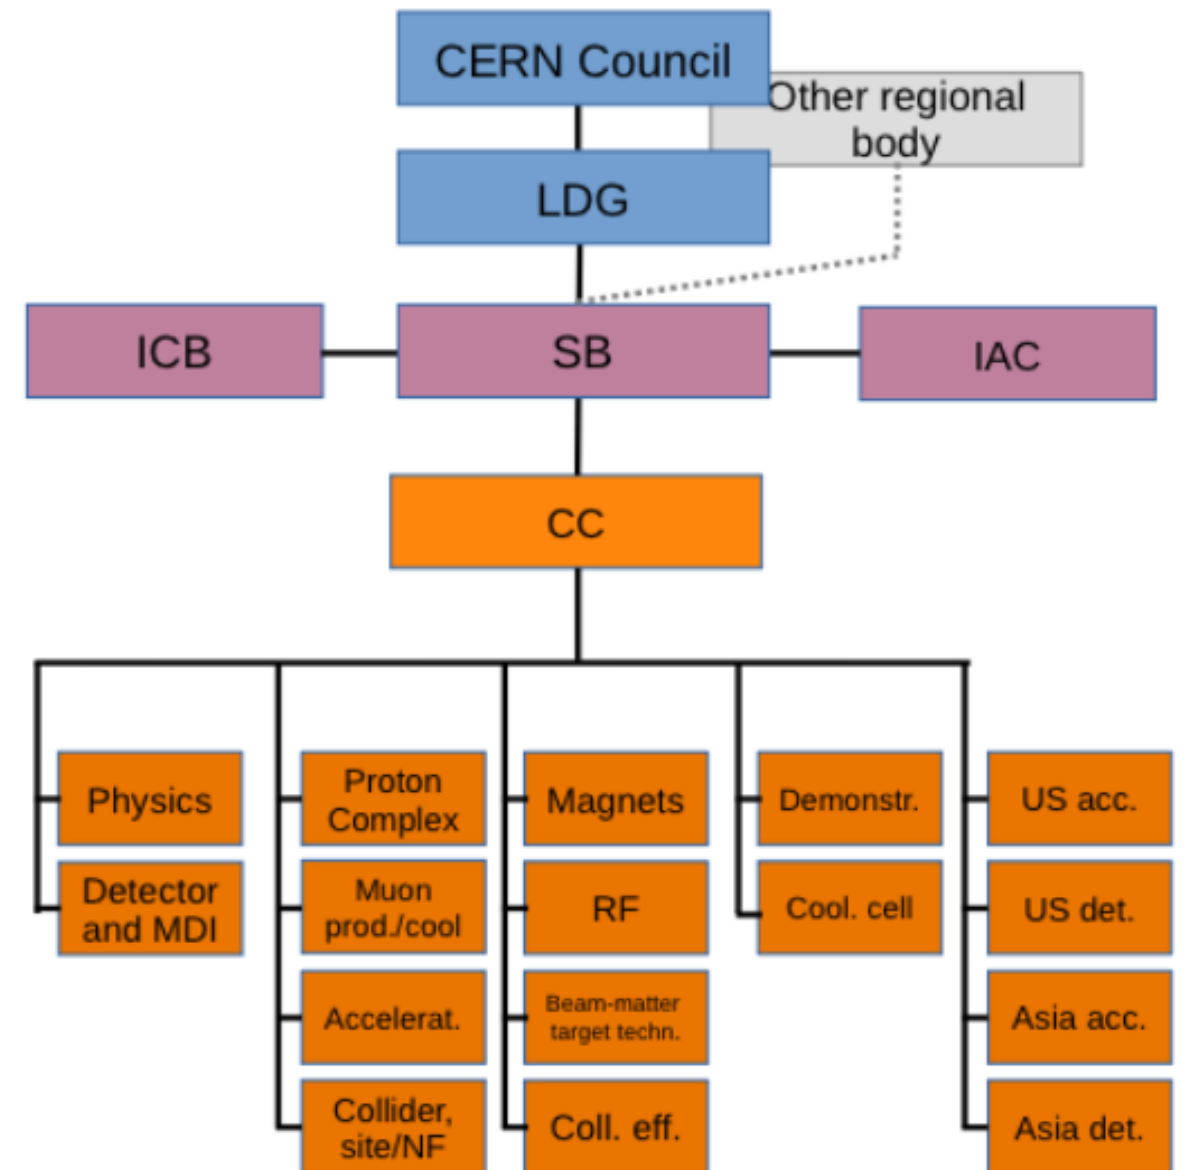 CERN Council
Other regional
body
LDG
ICB
SB
IAC
CC
Physics
Detector
and MDI
Proton
Complex
Muon
prod./cool
Accelerat.
Collider,
site/NF
Magnets
RF
Beam-matter
target techn.
Coll. eff.
Demonstr.
Cool. cell
US acc.
US det.
Asia acc.
Asia det.